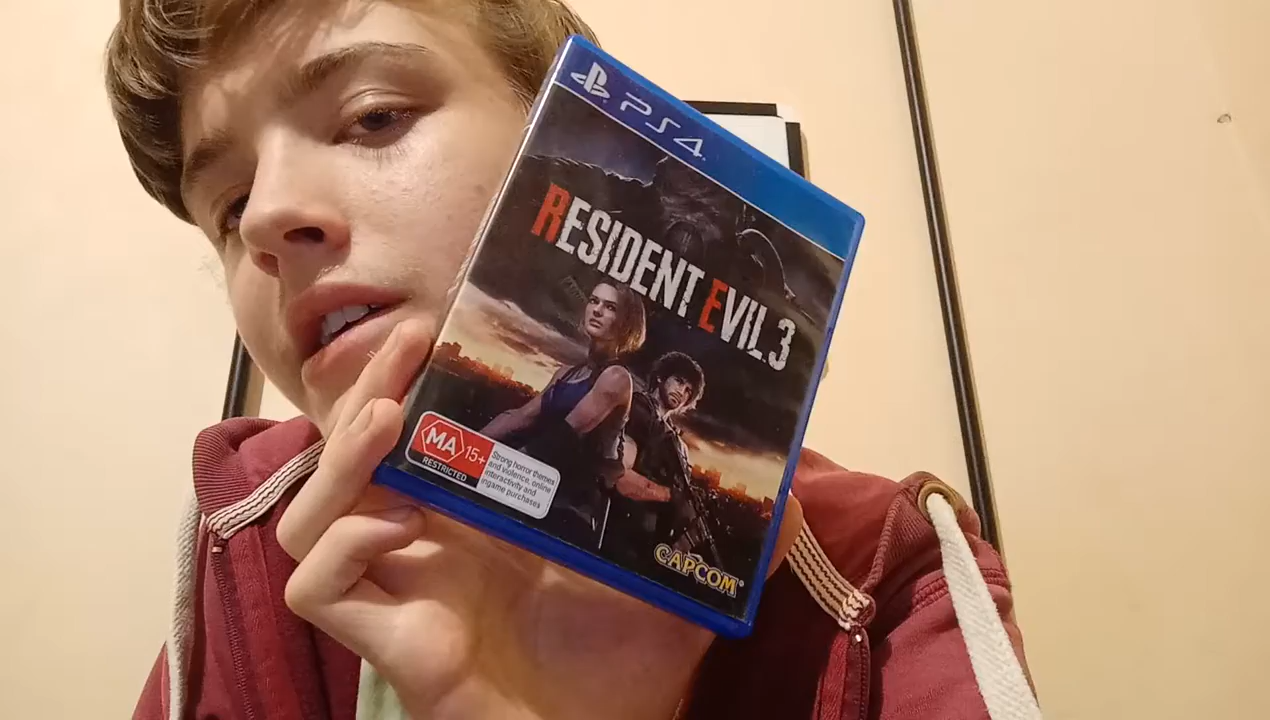 PS4
RESIDENT EVIL 3
MA 15+
RESTRICTED
Strong horror themes
and violence, online
interactivity and
ingame purchases
CAPCOM